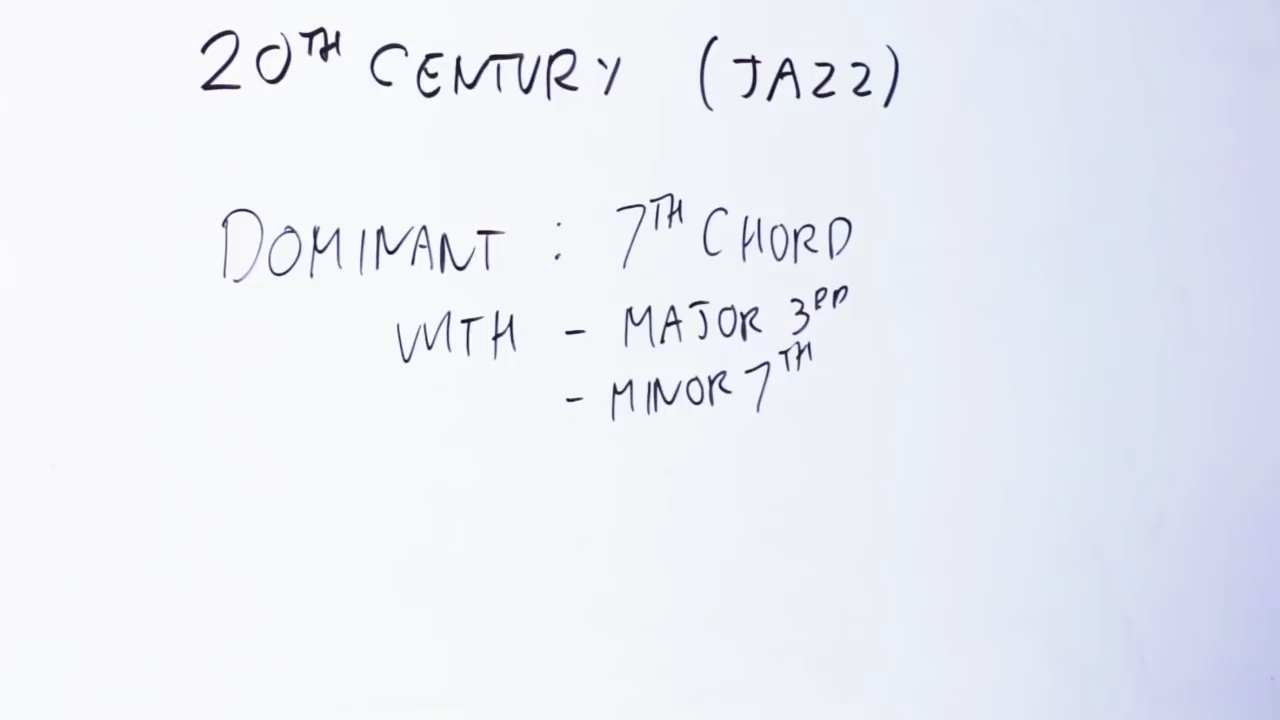 20TH CENTURY (JAZZ)
DOMINANT : 7TH CHORD
WITH - MAJOR 3RD
- MINOR 7TH